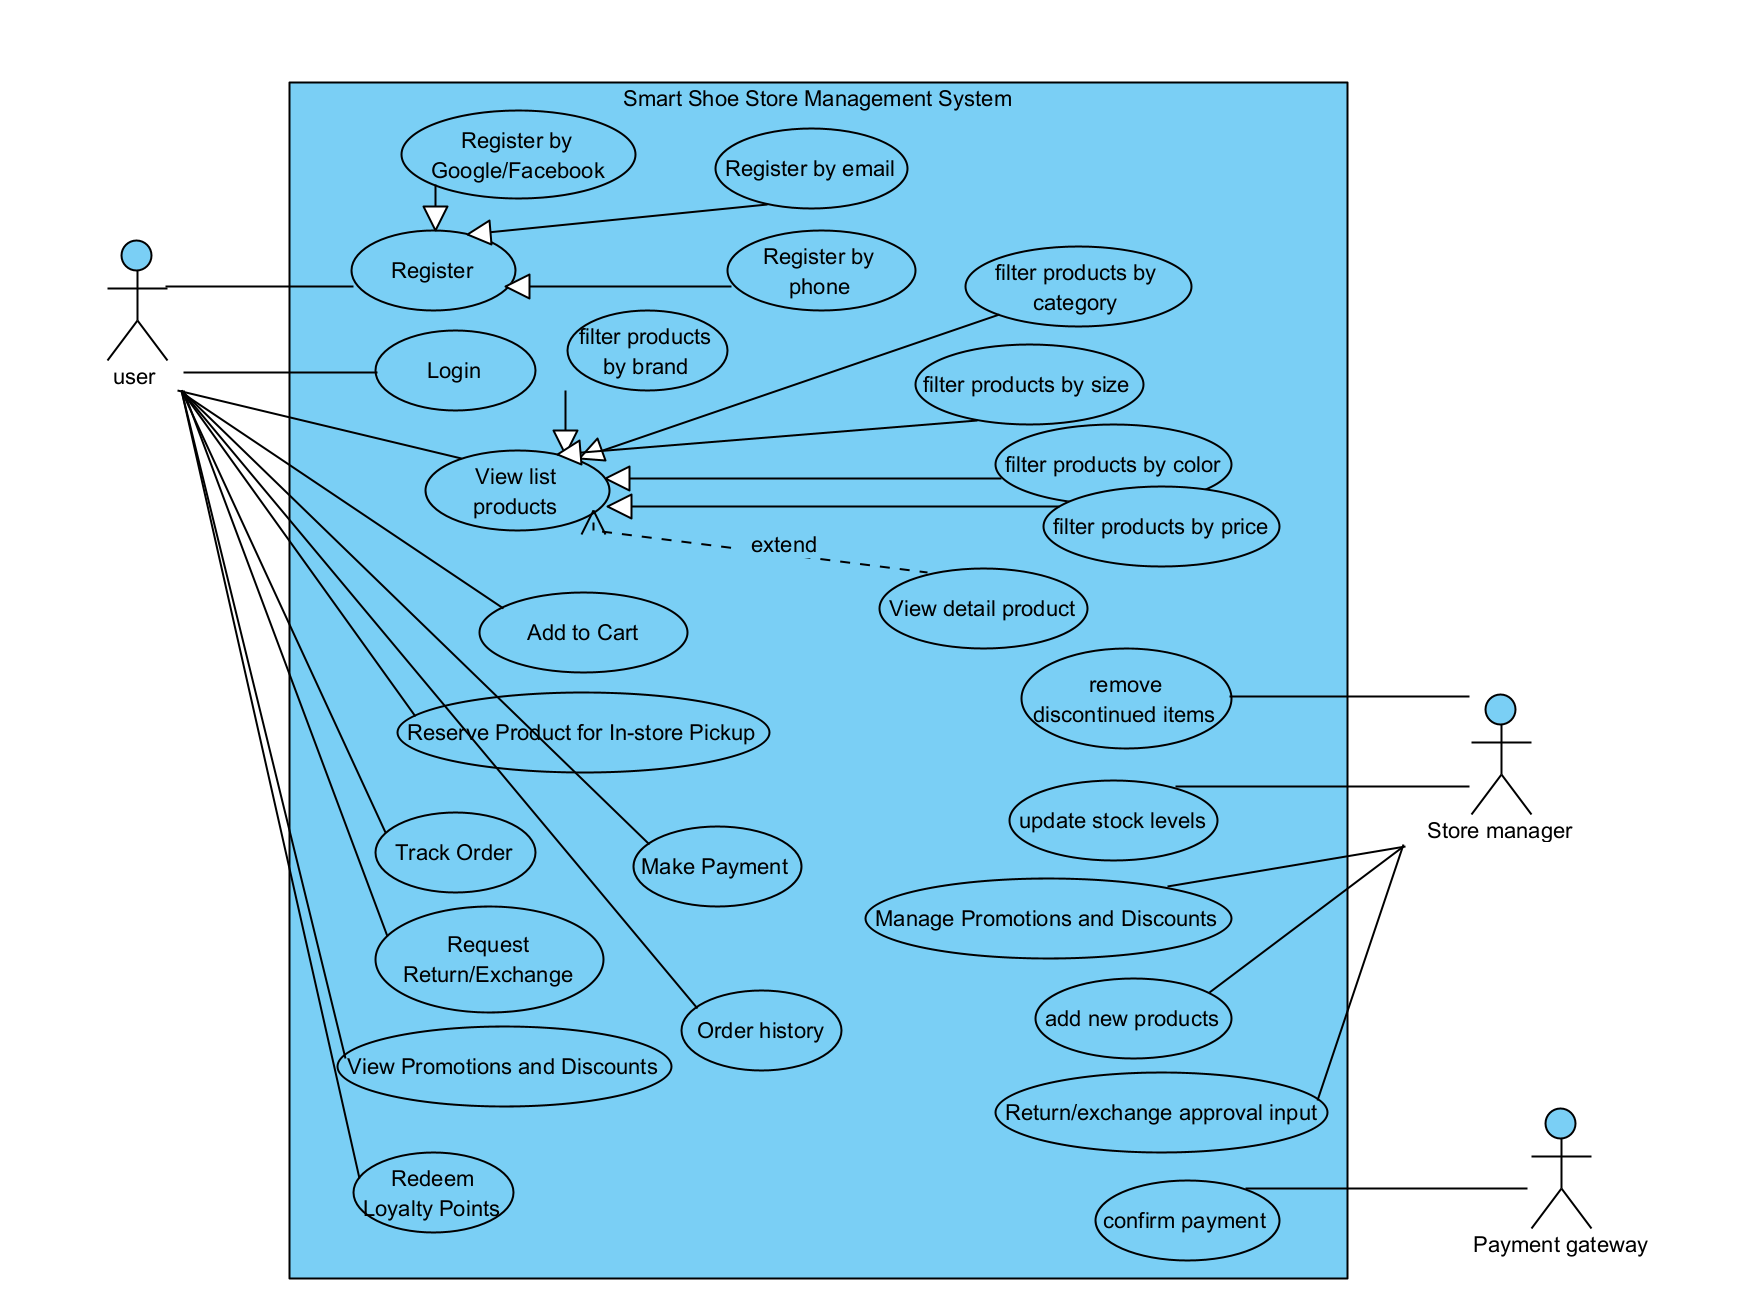 Smart Shoe Store Management System
Register by
Google/Facebook
Register by email
Register
Register by
phone
filter products by
category
user
Login
filter products
by brand
filter products by size
View list
products
filter products by color
filter products by price
extend
View detail product
Add to Cart
remove
discontinued items
Reserve Product for In-store Pickup
update stock levels
Store manager
Track Order
Make Payment
Manage Promotions and Discounts
Request
Return/Exchange
add new products
Order history
View Promotions and Discounts
Return/exchange approval input
Redeem
Loyalty Points
confirm payment
Payment gateway